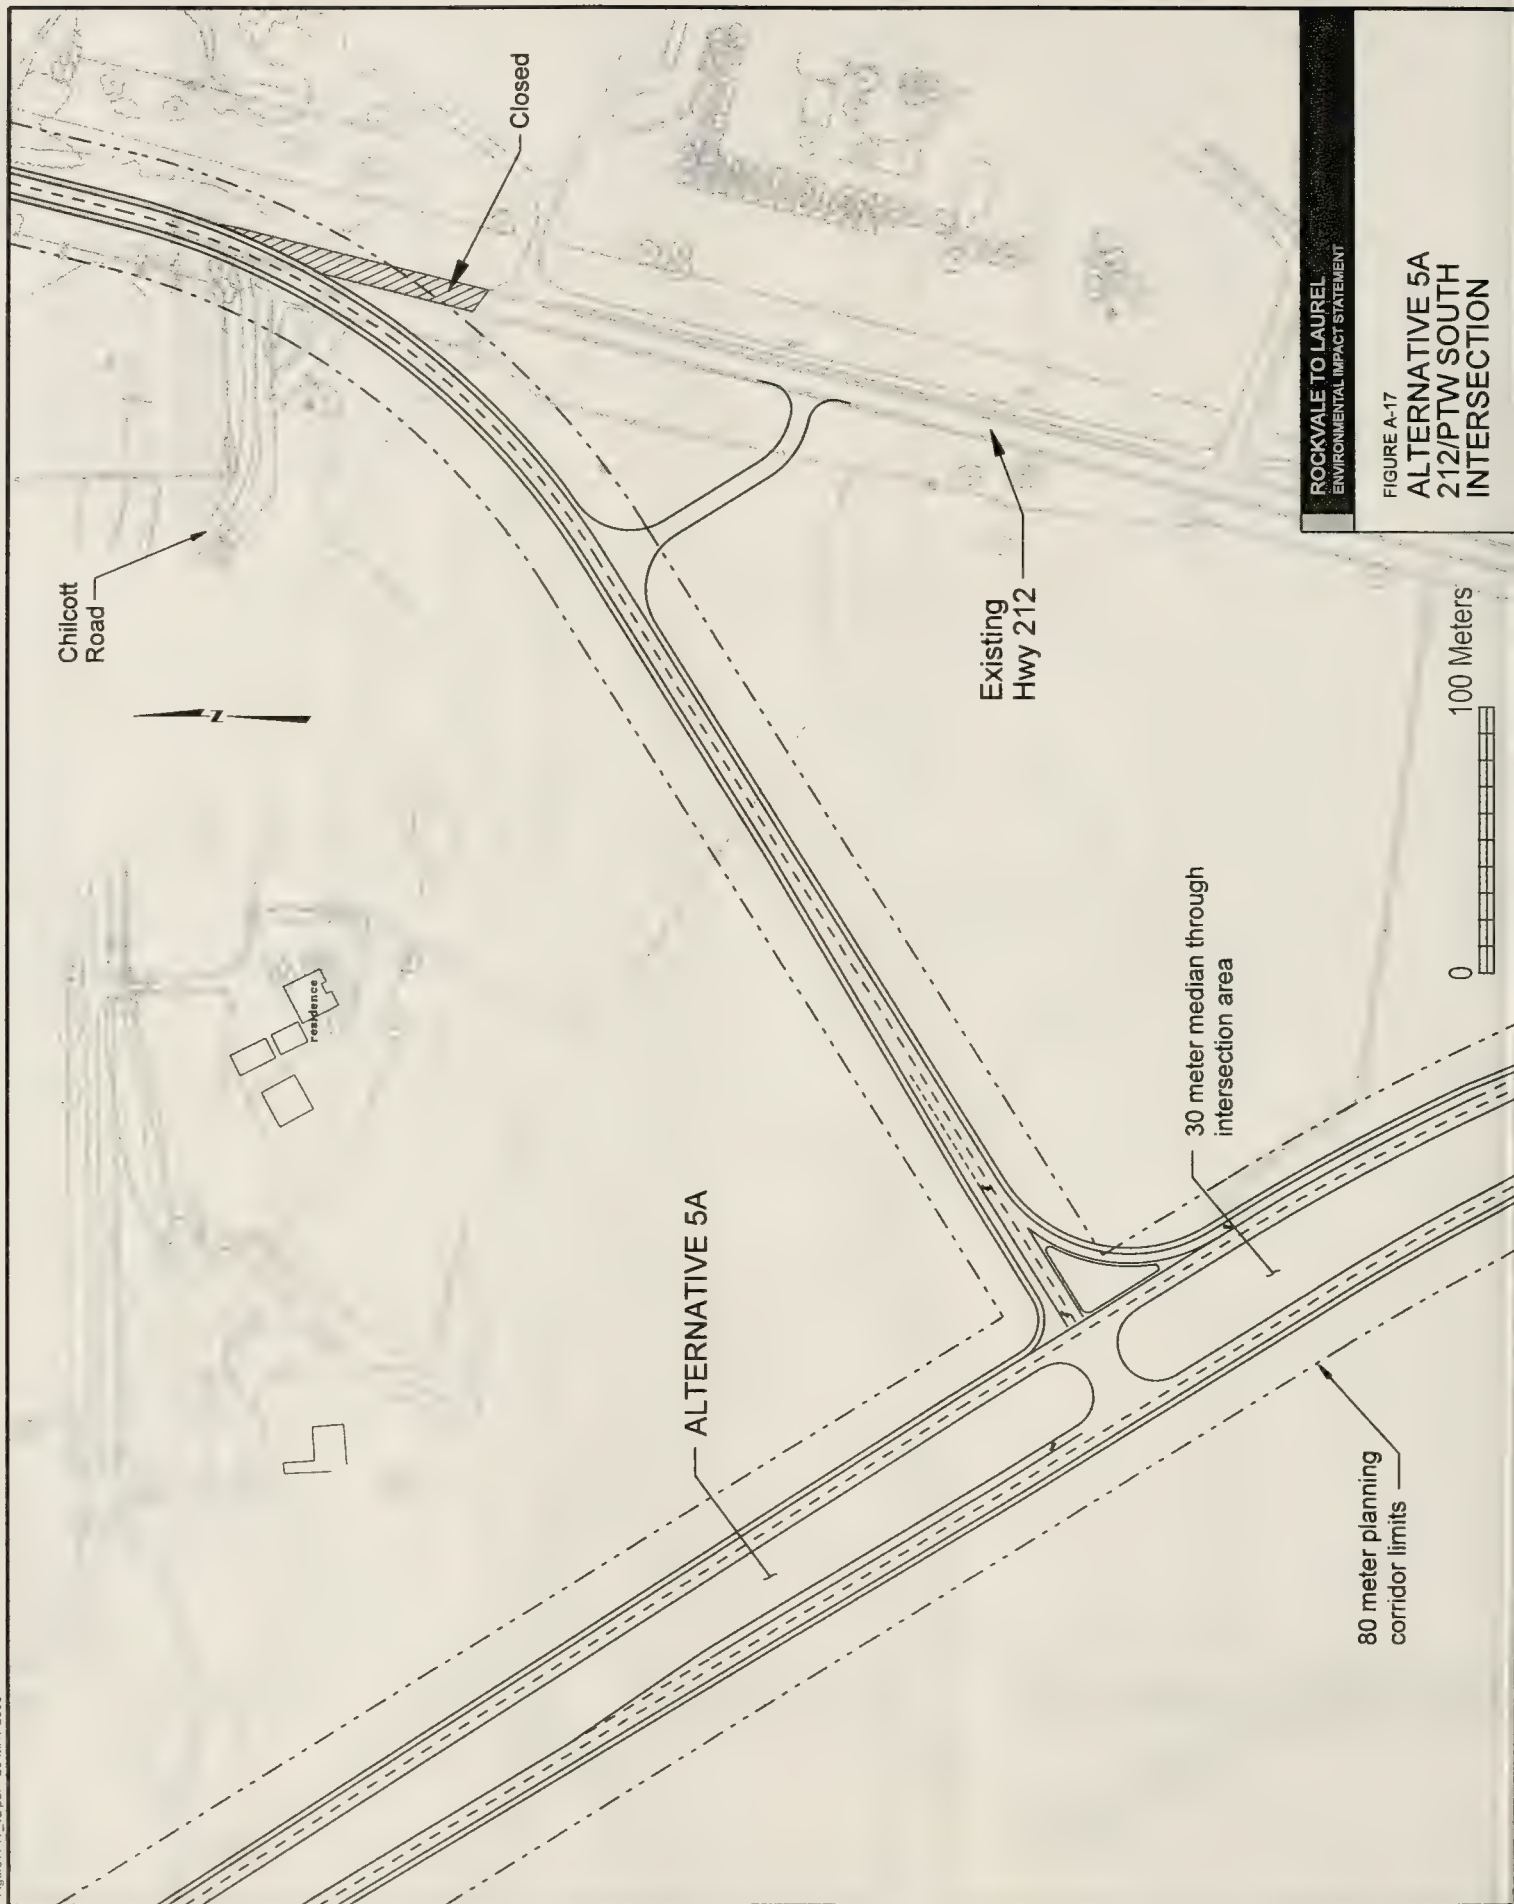 Closed
Chilcott
Road
N
residence
Existing
Hwy 212
ALTERNATIVE 5A
30 meter median through
intersection area
80 meter planning
corridor limits
0
100 Meters
ROCKVALE TO LAUREL
ENVIRONMENTAL IMPACT STATEMENT
FIGURE A-17
ALTERNATIVE 5A
212/PTW SOUTH
INTERSECTION